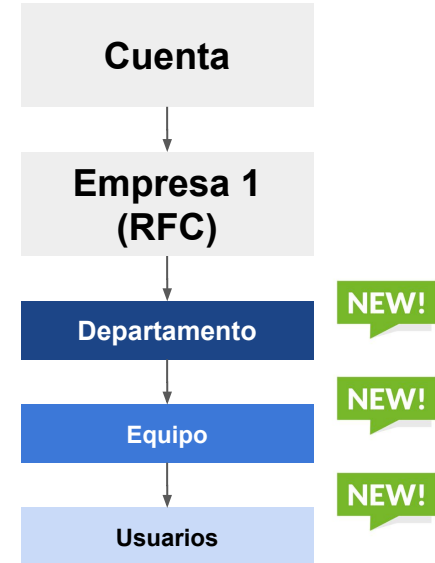 Cuenta
Empresa 1
(RFC)
NEW!
Departamento
NEW!
Equipo
NEW!
Usuarios